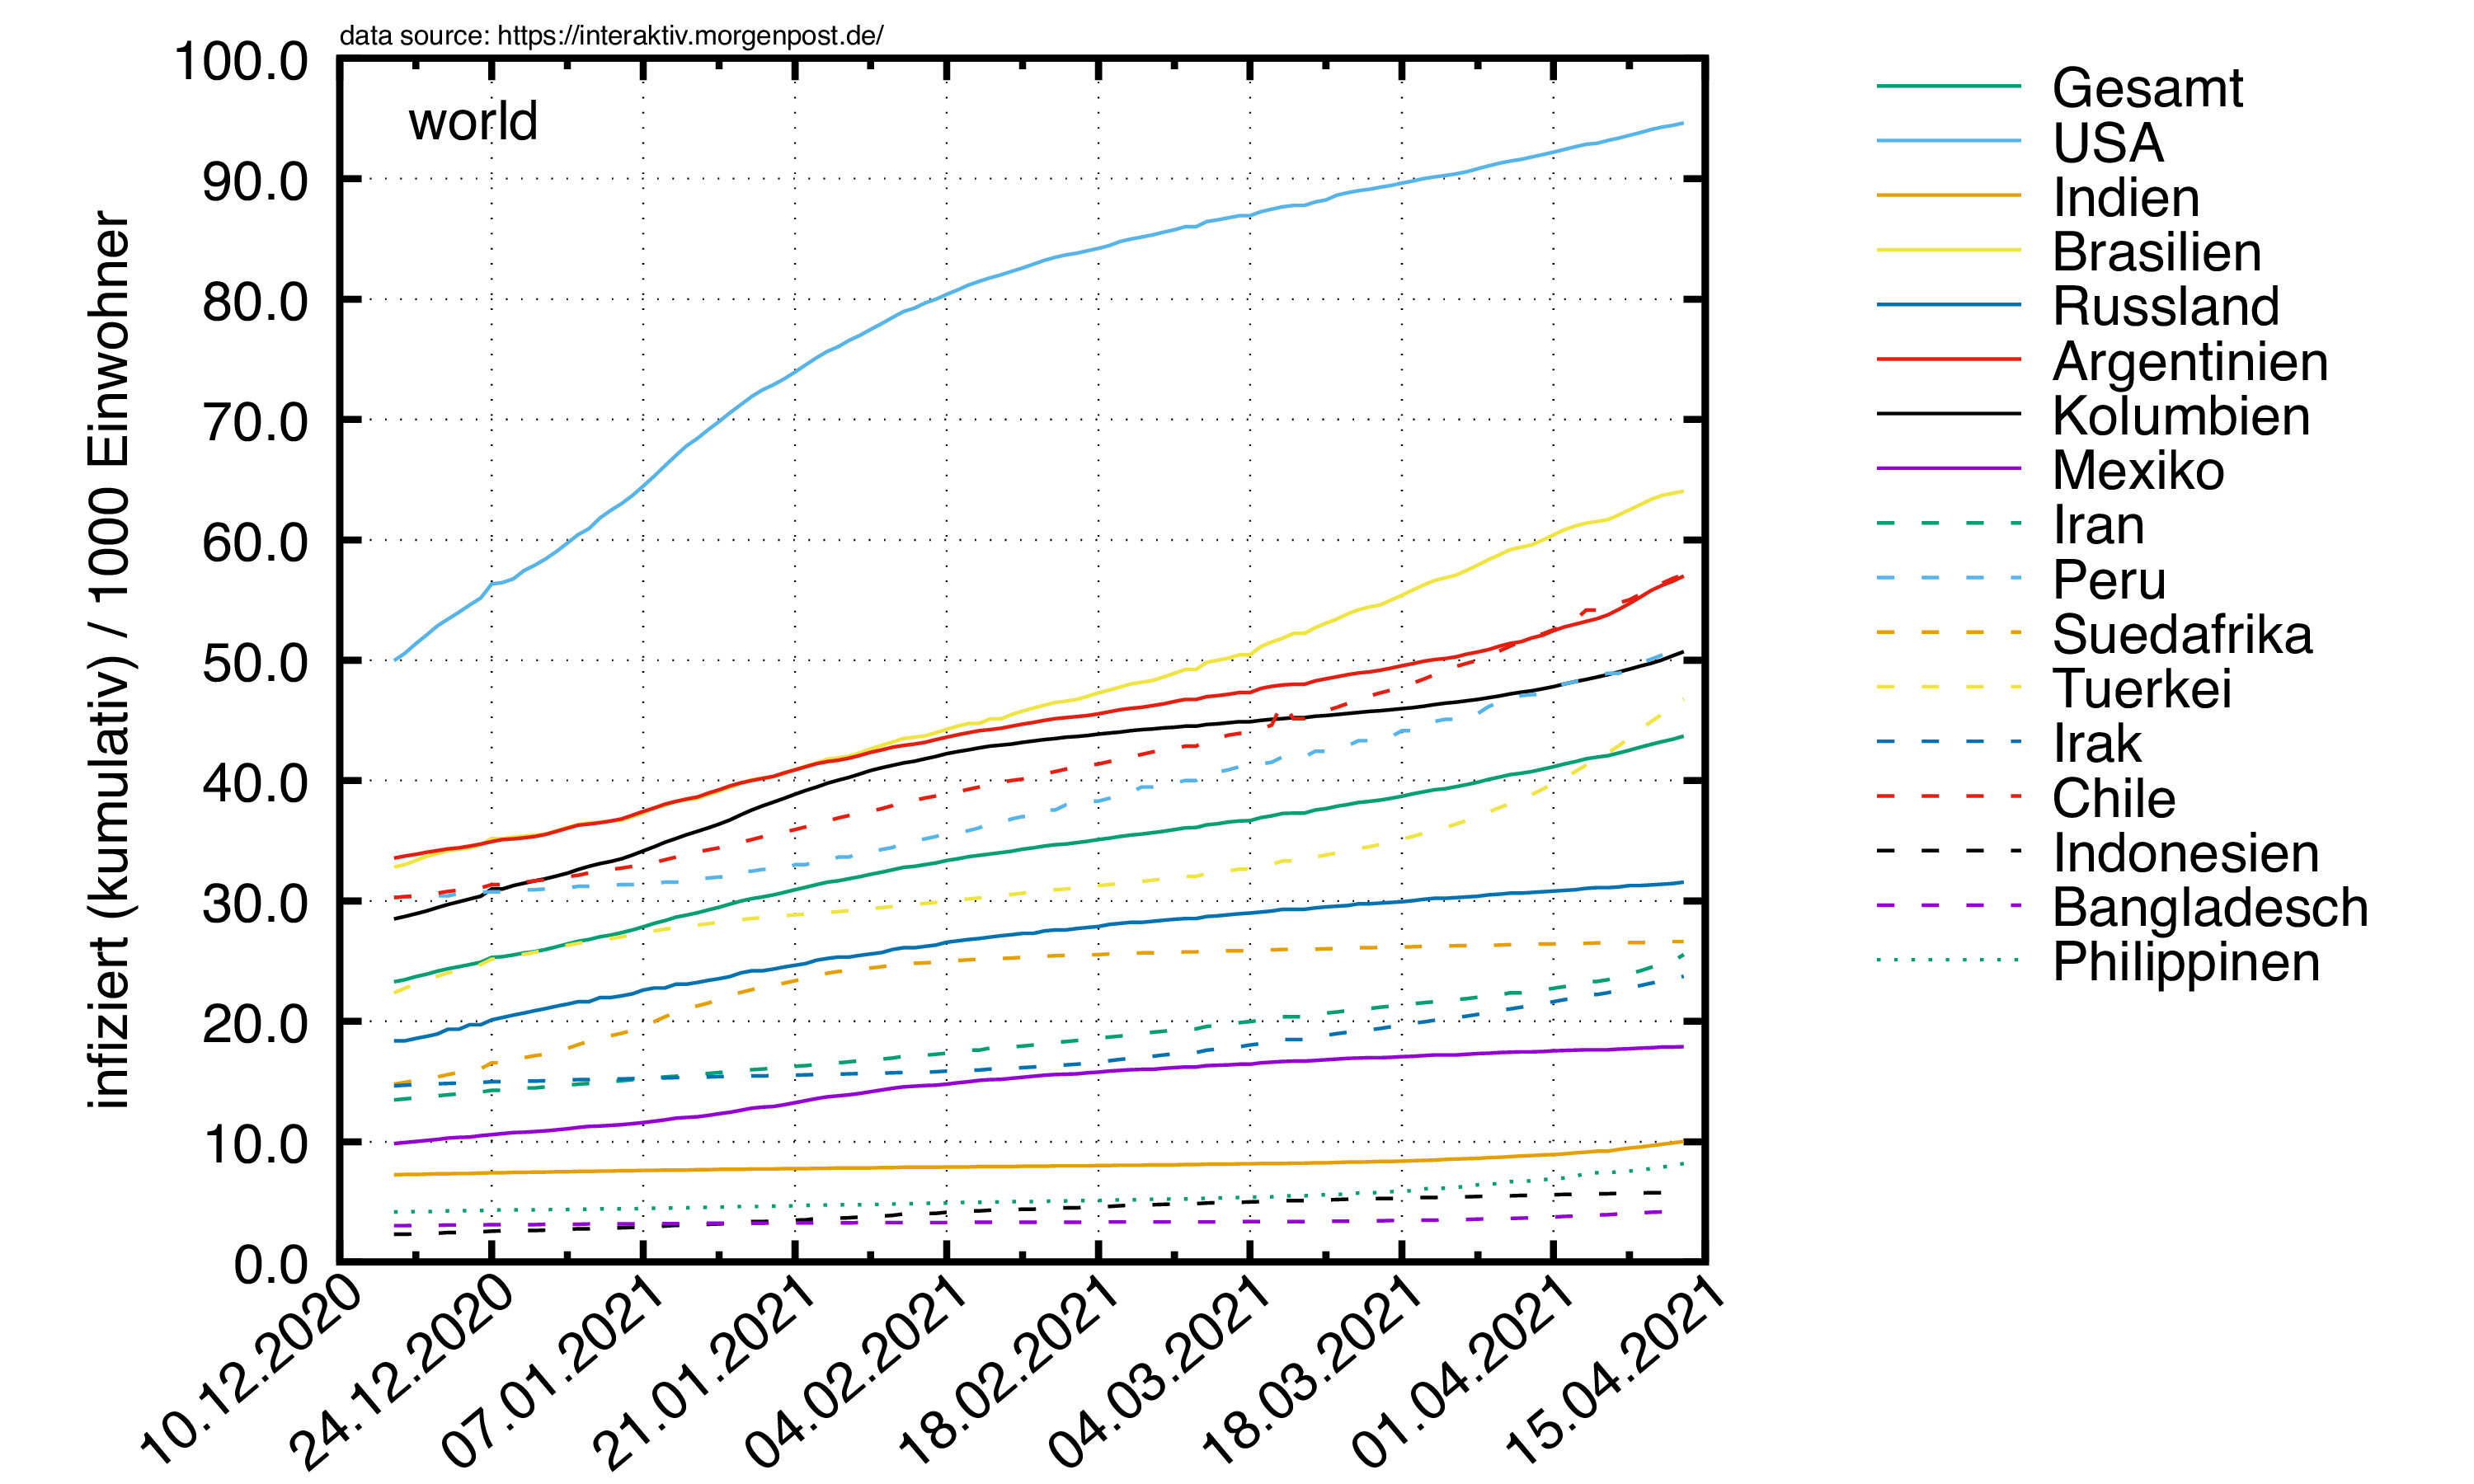 data source: https://interaktiv.morgenpost.de/
world
infiziert (kumulativ) / 1000 Einwohner
100.0
90.0
80.0
70.0
60.0
50.0
40.0
30.0
20.0
10.0
0.0
10.12.2020
24.12.2020
07.01.2021
21.01.2021
04.02.2021
18.02.2021
04.03.2021
18.03.2021
01.04.2021
15.04.2021
Gesamt
USA
Indien
Brasilien
Russland
Argentinien
Kolumbien
Mexiko
Iran
Peru
Suedafrika
Tuerkei
Irak
Chile
Indonesien
Bangladesch
Philippinen